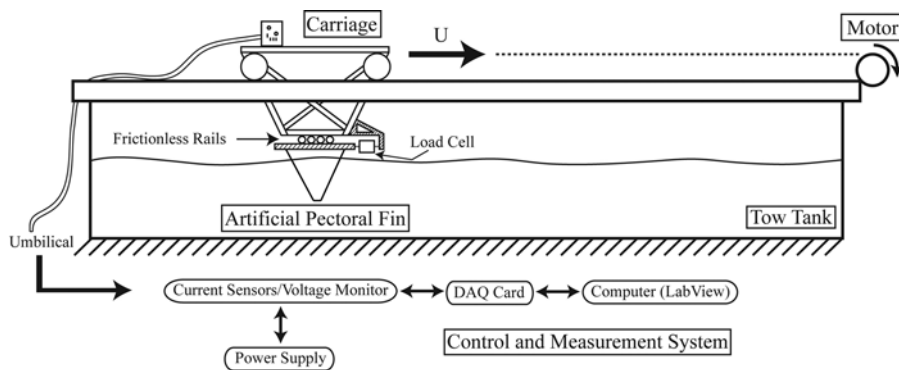 Carriage
U
Motor
Frictionless Rails
Load Cell
Artificial Pectoral Fin
Tow Tank
Umbilical
Current Sensors/Voltage Monitor
DAQ Card
Computer (LabView)
Control and Measurement System
Power Supply